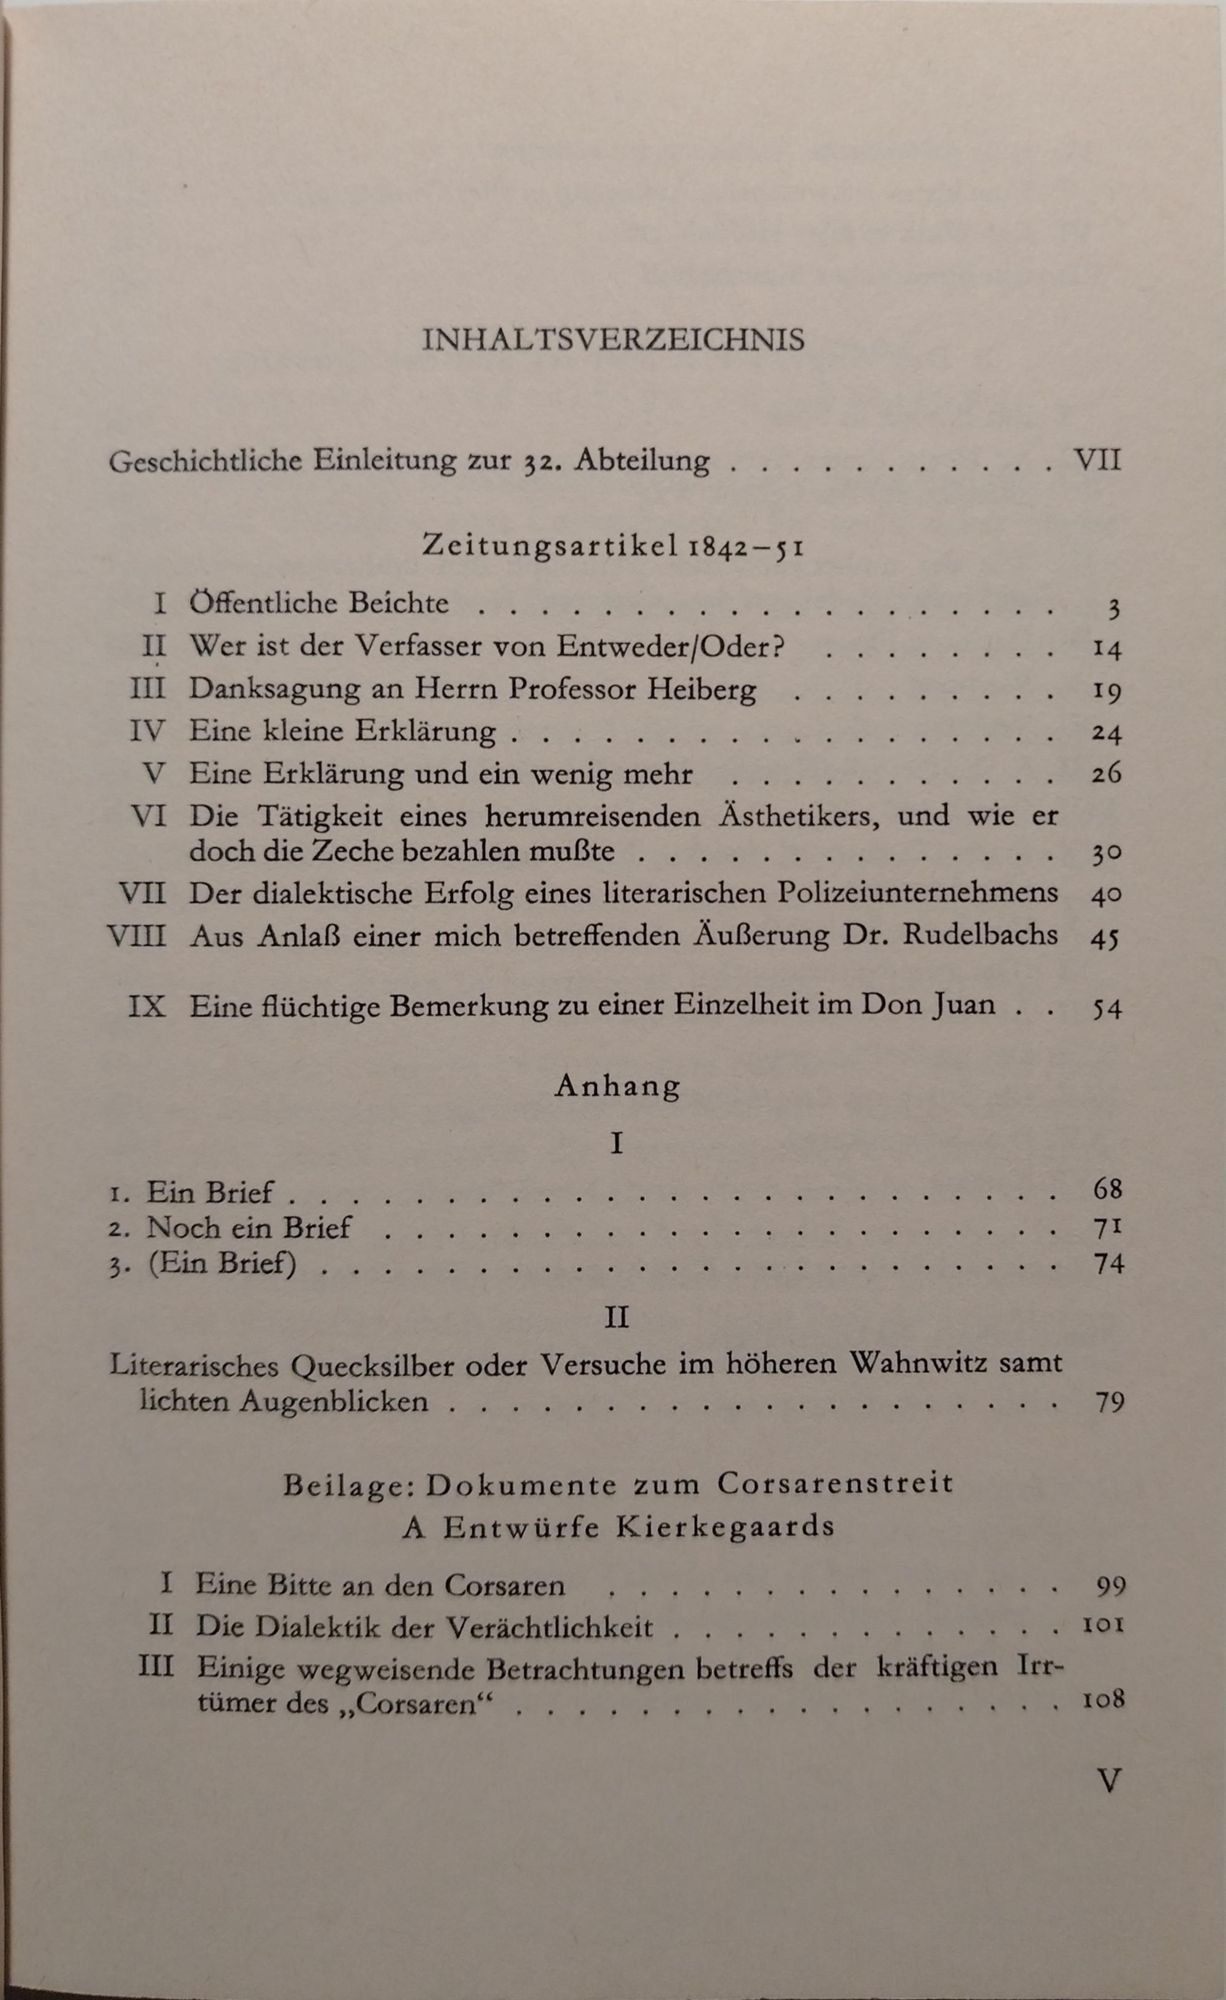 INHALTSVERZEICHNIS
Geschichtliche Einleitung zur 32. Abteilung . . . . . . . . . . . VII
Zeitungsartikel 1842–51
I Öffentliche Beichte . . . . . . . . . . . . . . . . . . . 3
II Wer ist der Verfasser von Entweder/Oder? . . . . . . . . 14
III Danksagung an Herrn Professor Heiberg . . . . . . . . . 19
IV Eine kleine Erklärung . . . . . . . . . . . . . . . . . . 24
V Eine Erklärung und ein wenig mehr . . . . . . . . . . . 26
VI Die Tätigkeit eines herumreisenden Ästhetikers, und wie er
doch die Zeche bezahlen mußte . . . . . . . . . . . . . . 30
VII Der dialektische Erfolg eines literarischen Polizeiunternehmens 40
VIII Aus Anlaß einer mich betreffenden Äußerung Dr. Rudelbachs 45
IX Eine flüchtige Bemerkung zu einer Einzelheit im Don Juan . . 54
Anhang
I
1. Ein Brief . . . . . . . . . . . . . . . . . . . . . . . . . 68
2. Noch ein Brief . . . . . . . . . . . . . . . . . . . . . . 71
3. (Ein Brief) . . . . . . . . . . . . . . . . . . . . . . . . 74
II
Literarisches Quecksilber oder Versuche im höheren Wahnwitz samt
lichten Augenblicken . . . . . . . . . . . . . . . . . . . . 79
Beilage: Dokumente zum Corsarenstreit
A Entwürfe Kierkegaards
I Eine Bitte an den Corsaren . . . . . . . . . . . . . . . 99
II Die Dialektik der Verächtlichkeit . . . . . . . . . . . . . 101
III Einige wegweisende Betrachtungen betreffs der kräftigen Irr-
tümer des „Corsaren“ . . . . . . . . . . . . . . . . . . 108
V